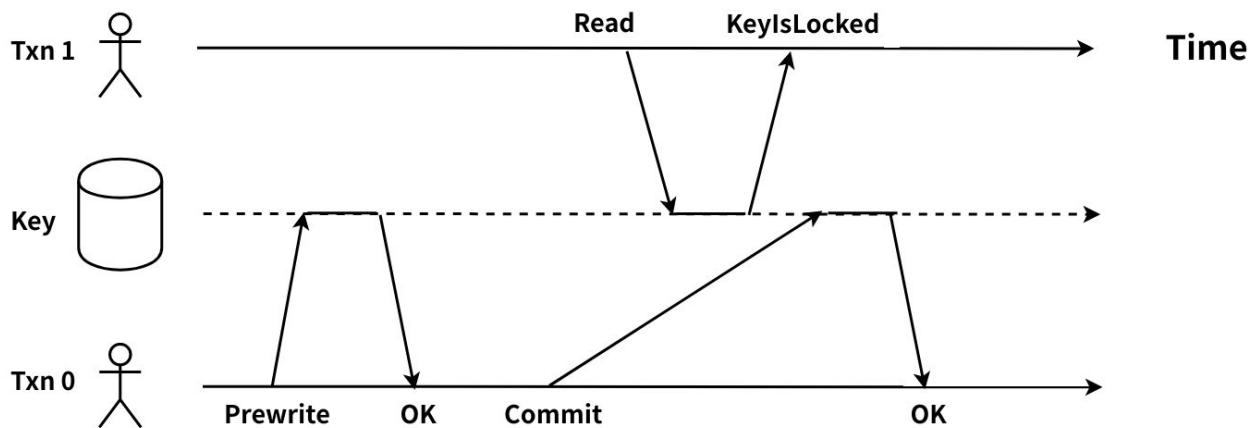 Read
KeyIsLocked
Txn 1
Time
Key
Txn 0
Prewrite
OK
Commit
OK